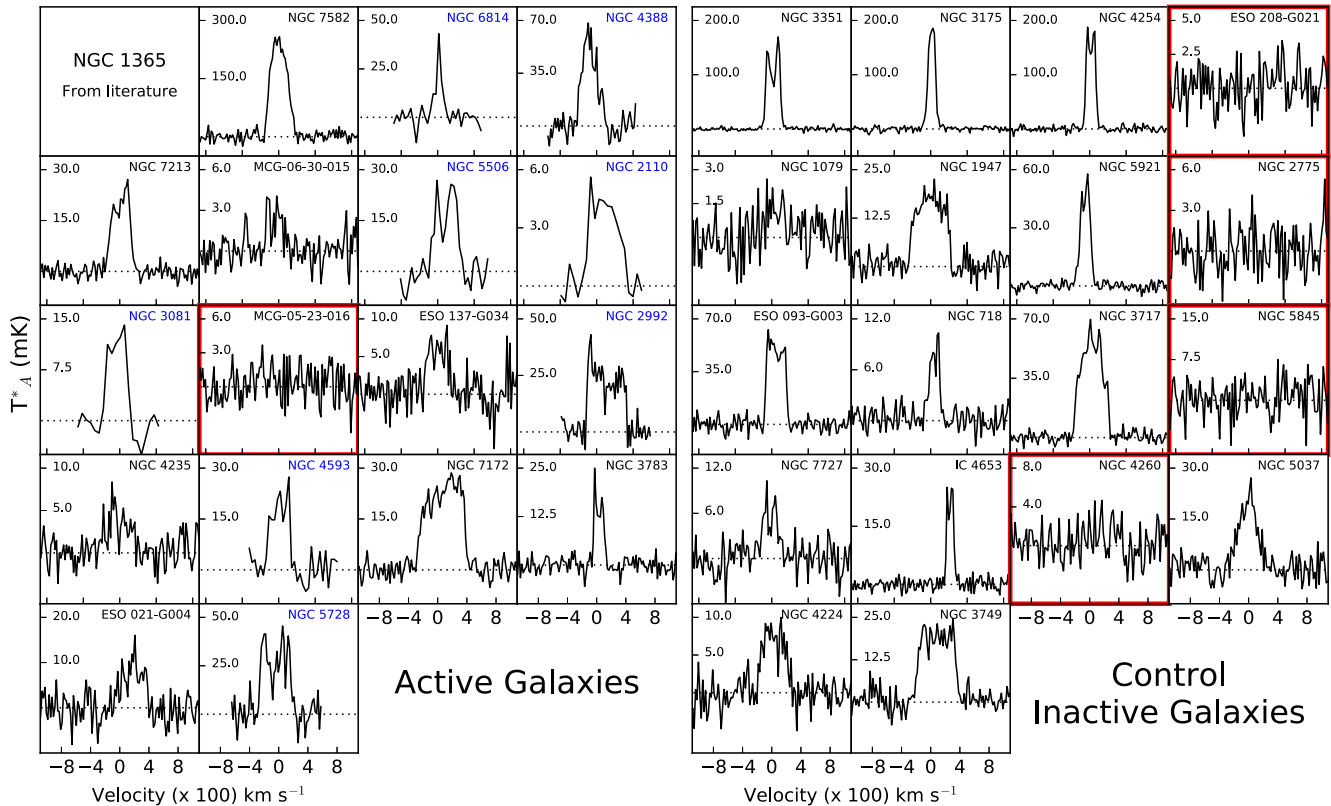 NGC 1365
From literature
300.0
150.0
NGC 7582
50.0
25.0
NGC 6814
70.0
35.0
NGC 4388
200.0
100.0
NGC 3351
200.0
100.0
NGC 3175
200.0
100.0
NGC 4254
5.0
2.5
ESO 208-G021
30.0
15.0
NGC 7213
6.0
3.0
MCG-06-30-015
30.0
15.0
NGC 5506
6.0
3.0
NGC 2110
3.0
1.5
NGC 1079
25.0
12.5
NGC 1947
60.0
30.0
NGC 5921
6.0
3.0
NGC 2775
15.0
7.5
NGC 3081
6.0
3.0
MCG-05-23-016
10.0
5.0
ESO 137-G034
50.0
25.0
NGC 2992
70.0
35.0
ESO 093-G003
12.0
6.0
NGC 718
70.0
35.0
NGC 3717
15.0
7.5
NGC 5845
10.0
5.0
NGC 4235
30.0
15.0
NGC 4593
30.0
15.0
NGC 7172
25.0
12.5
NGC 3783
12.0
6.0
NGC 7727
30.0
15.0
IC 4653
8.0
4.0
NGC 4260
30.0
15.0
NGC 5037
20.0
10.0
ESO 021-G004
50.0
25.0
NGC 5728
10.0
5.0
NGC 4224
25.0
12.5
NGC 3749
−8 −4 0 4 8
−8 −4 0 4 8
−8 −4 0 4 8
−8 −4 0 4 8
Active Galaxies
Control
Inactive Galaxies
−8 −4 0 4 8
−8 −4 0 4 8
−8 −4 0 4 8
−8 −4 0 4 8
Velocity (x 100) km s⁻¹
Velocity (x 100) km s⁻¹
T*A (mK)